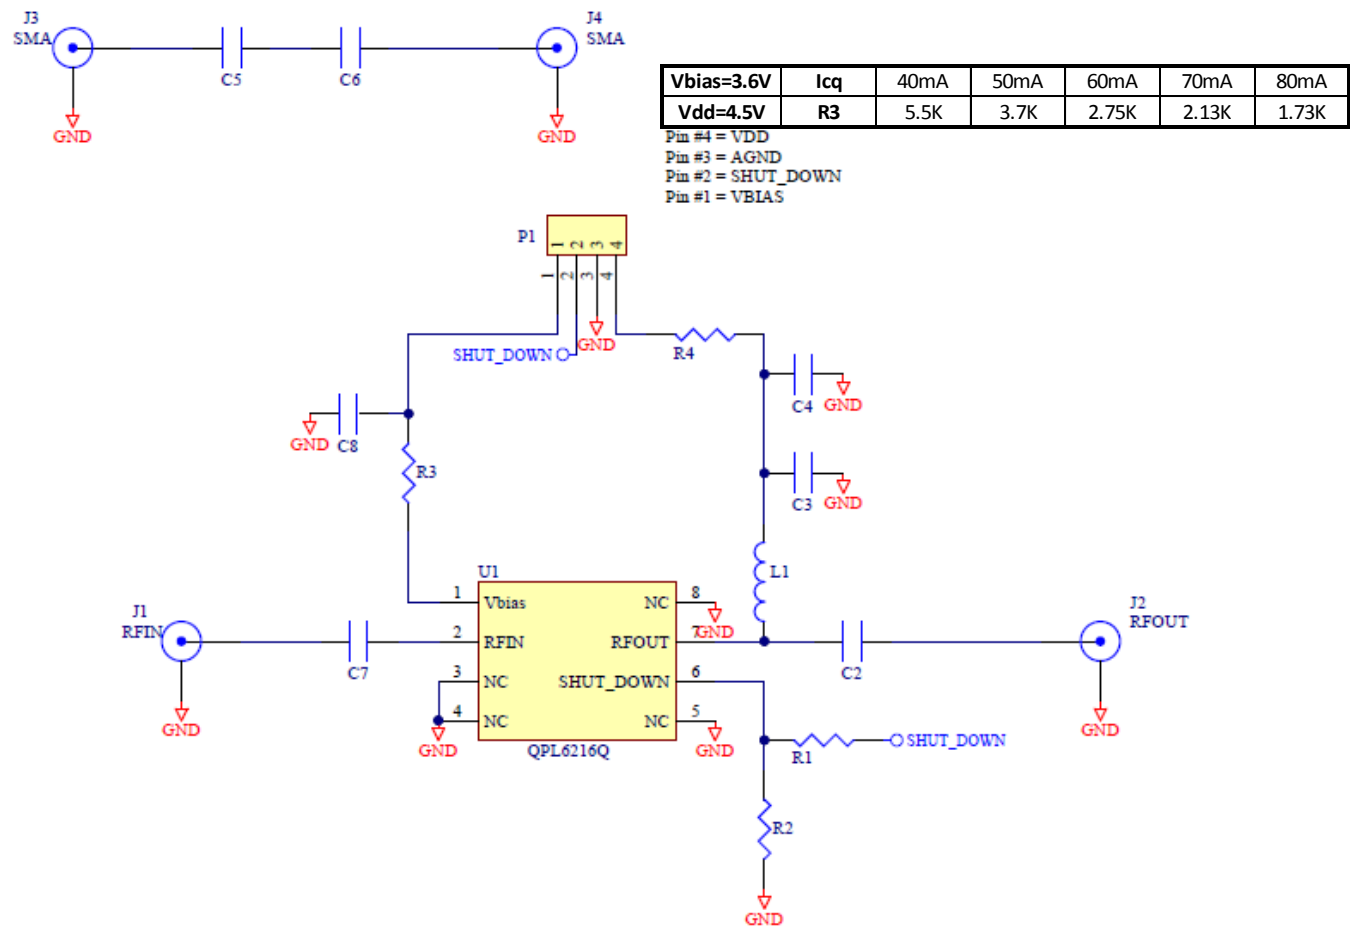 J3
SMA
C5
C6
J4
SMA
GND
GND
Vbias=3.6V Icq 40mA 50mA 60mA 70mA 80mA
Vdd=4.5V R3 5.5K 3.7K 2.75K 2.13K 1.73K
Pin #4 = VDD
Pin #3 = AGND
Pin #2 = SHUT_DOWN
Pin #1 = VBIAS
P1
1 2 3 4
1 2 3 4
SHUT_DOWN
GND
R4
C4
GND
GND
C8
R3
C3
GND
L1
U1
1 Vbias
NC 8
GND
J1
RFIN
C7
2 RFIN
RFOUT 7
C2
J2
RFOUT
3 NC
SHUT_DOWN 6
4 NC
NC 5
GND
GND
QPL6216Q
GND
GND
R1
SHUT_DOWN
R2
GND